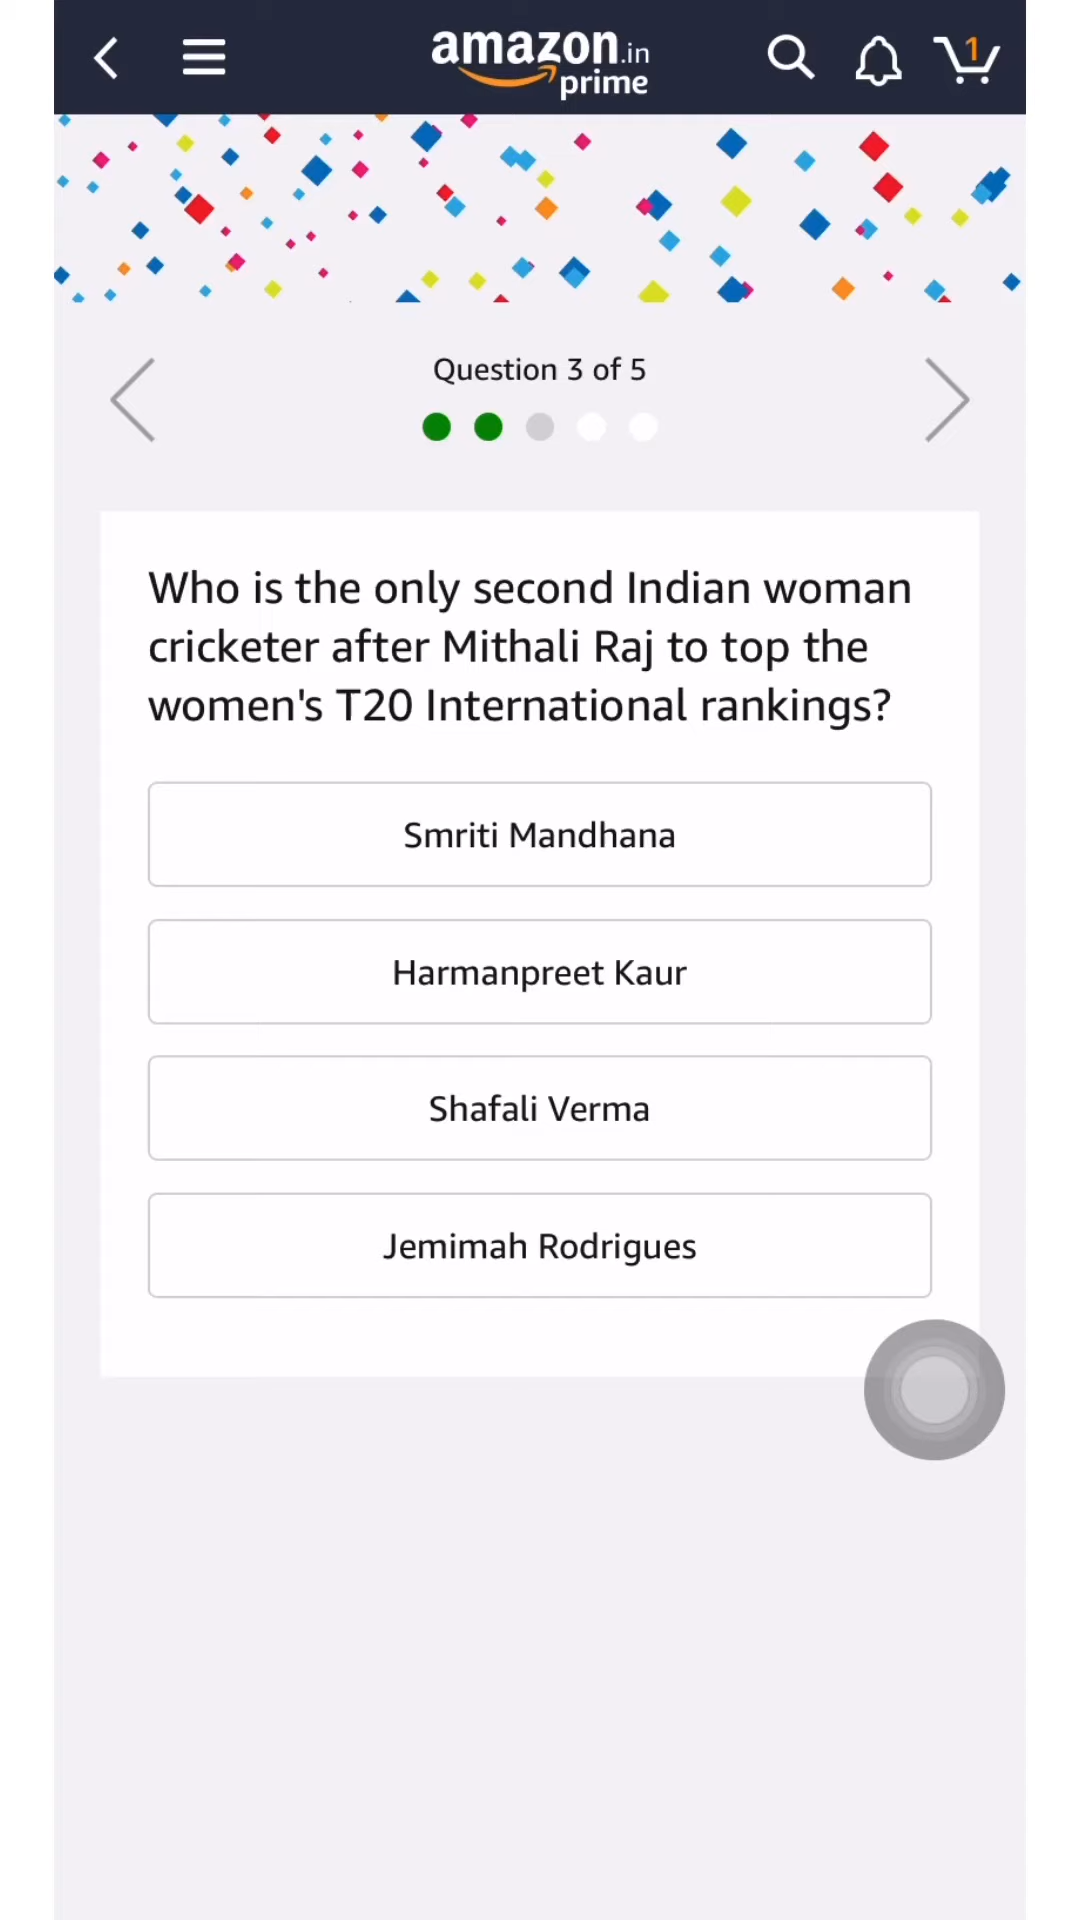 amazon.in
prime
1
Question 3 of 5
Who is the only second Indian woman
cricketer after Mithali Raj to top the
women's T20 International rankings?
Smriti Mandhana
Harmanpreet Kaur
Shafali Verma
Jemimah Rodrigues